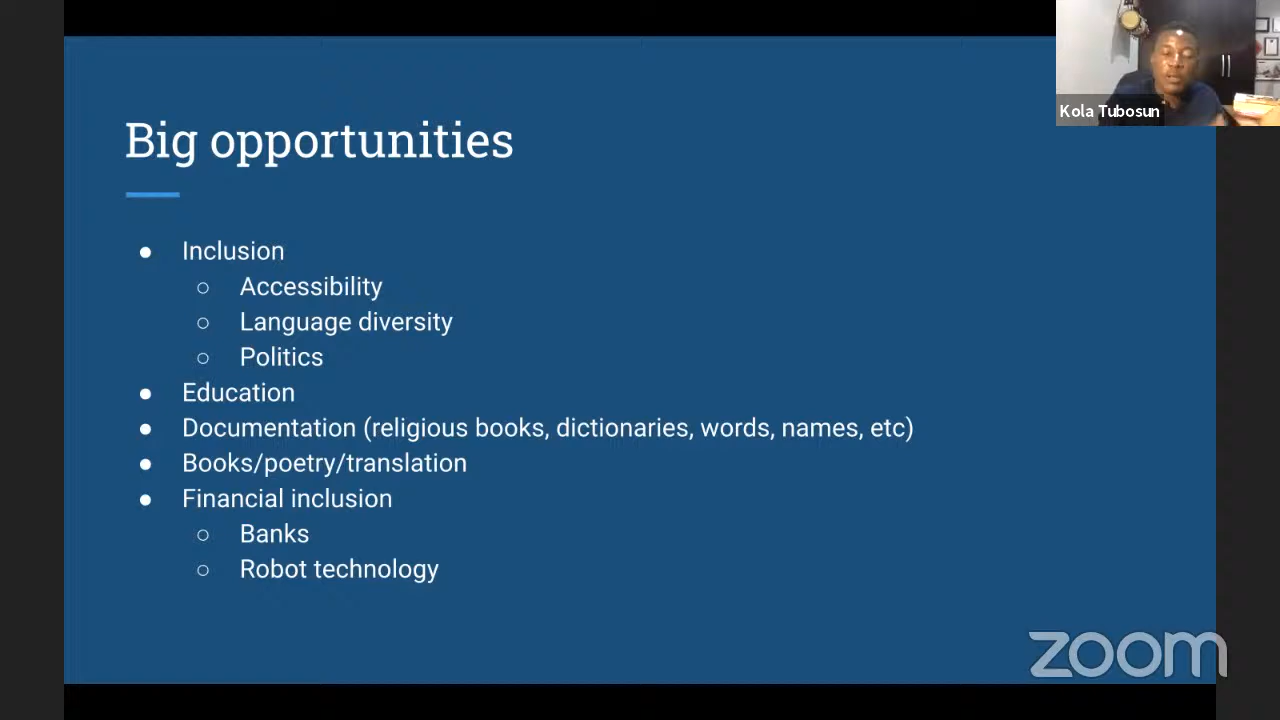 Big opportunities
● Inclusion
○ Accessibility
○ Language diversity
○ Politics
● Education
● Documentation (religious books, dictionaries, words, names, etc)
● Books/poetry/translation
● Financial inclusion
○ Banks
○ Robot technology
Kola Tubosun
zoom